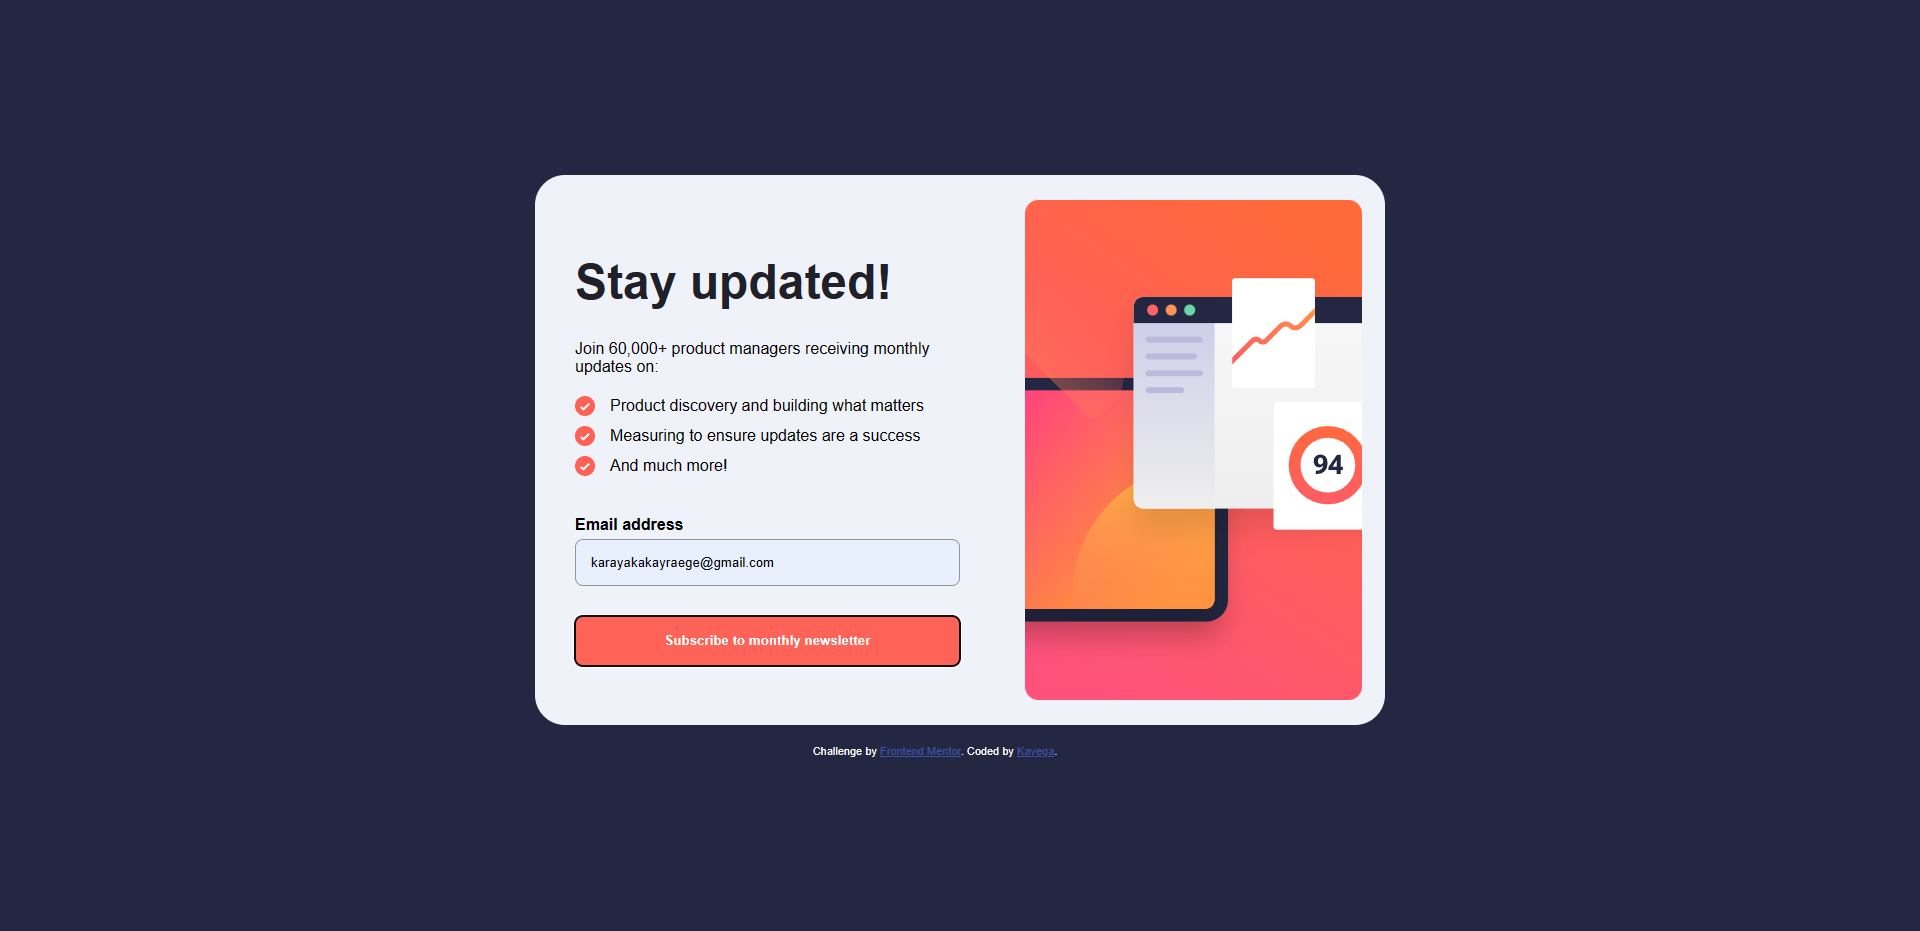 Stay updated!
Join 60,000+ product managers receiving monthly
updates on:
Product discovery and building what matters
Measuring to ensure updates are a success
And much more!
Email address
karayakakayraege@gmail.com
Subscribe to monthly newsletter
94
Challenge by Frontend Mentor. Coded by Kayega.